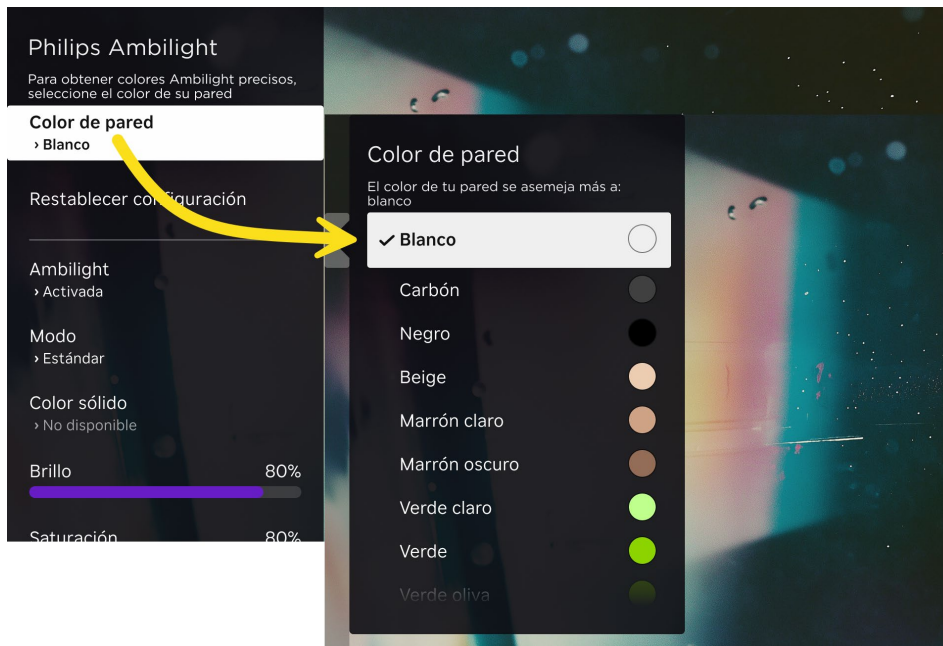 Philips Ambilight
Para obtener colores Ambilight precisos,
seleccione el color de su pared
Color de pared
› Blanco
Restablecer configuración
Ambilight
› Activada
Modo
› Estándar
Color sólido
› No disponible
Brillo 80%
Saturación 80%
Color de pared
El color de tu pared se asemeja más a:
blanco
Blanco
Carbón
Negro
Beige
Marrón claro
Marrón oscuro
Verde claro
Verde
Verde oliva